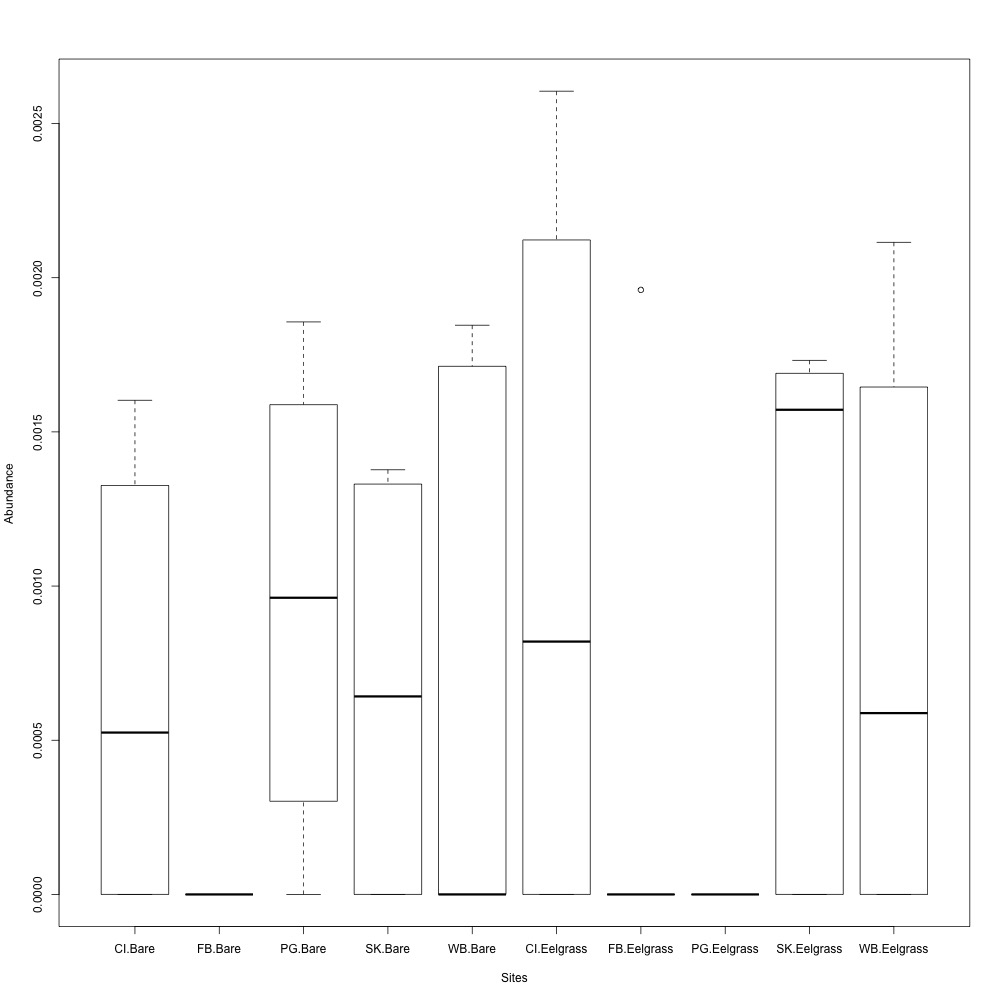 0.0025
0.0020
0.0015
0.0010
0.0005
0.0000
Abundance
CI.Bare FB.Bare PG.Bare SK.Bare WB.Bare CI.Eelgrass FB.Eelgrass PG.Eelgrass SK.Eelgrass WB.Eelgrass
Sites